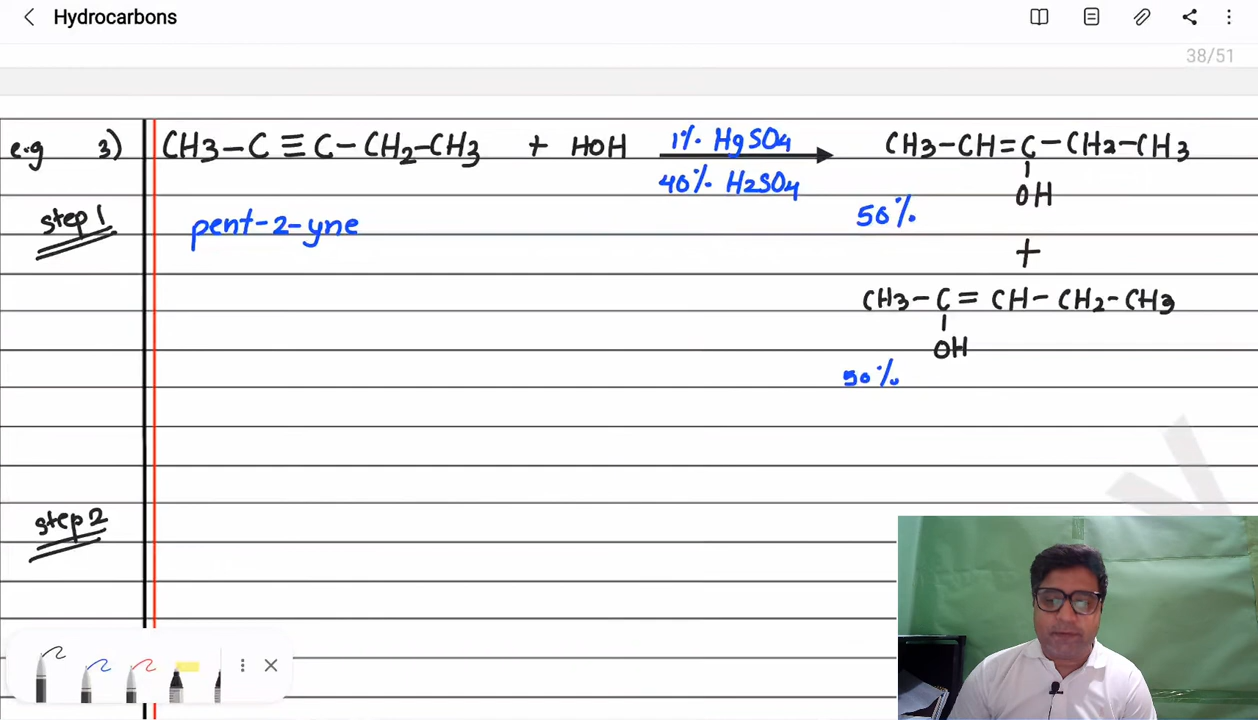 Hydrocarbons
38/51
e.g 3) CH3-C≡C-CH2-CH3 + HOH 1% HgSO4 40% H2SO4 CH3-CH=C-CH2-CH3
OH
step 1 pent-2-yne 50%
+
CH3-C=CH-CH2-CH3
OH
50%
step 2